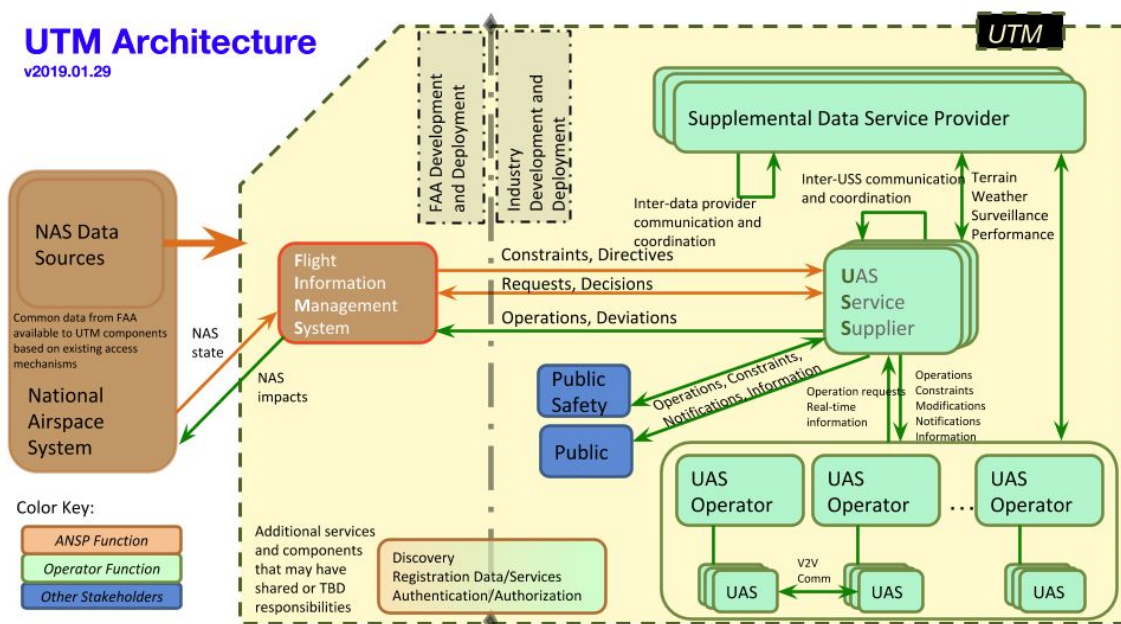 UTM Architecture
v2019.01.29
UTM
FAA Development
and Deployment
Industry
Development and
Deployment
Supplemental Data Service Provider
Inter-data provider
communication and
coordination
Inter-USS communication
and coordination
Terrain
Weather
Surveillance
Performance
NAS Data
Sources
Common data from FAA
available to UTM components
based on existing access
mechanisms
National
Airspace
System
NAS
state
NAS
impacts
Flight
Information
Management
System
Constraints, Directives
Requests, Decisions
Operations, Deviations
UAS
Service
Supplier
Public
Safety
Public
Operations, Constraints,
Notifications, Information
Operation requests
Real-time
information
Operations
Constraints
Modifications
Notifications
Information
UAS
Operator
UAS
Operator
...
UAS
Operator
UAS
V2V
Comm
UAS
UAS
Color Key:
ANSP Function
Operator Function
Other Stakeholders
Additional services
and components
that may have
shared or TBD
responsibilities
Discovery
Registration Data/Services
Authentication/Authorization